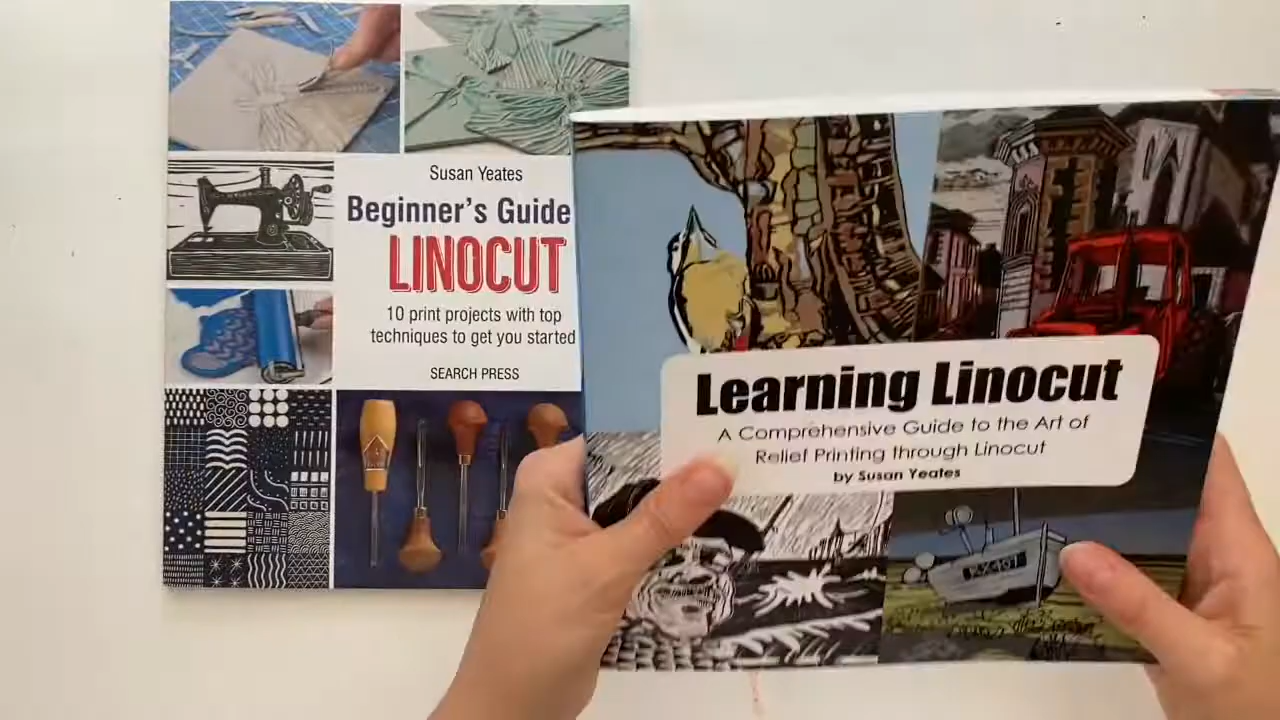 Susan Yeates
Beginner's Guide
LINOCUT
10 print projects with top
techniques to get you started
SEARCH PRESS
Learning Linocut
A Comprehensive Guide to the Art of
Relief Printing through Linocut
by Susan Yeates